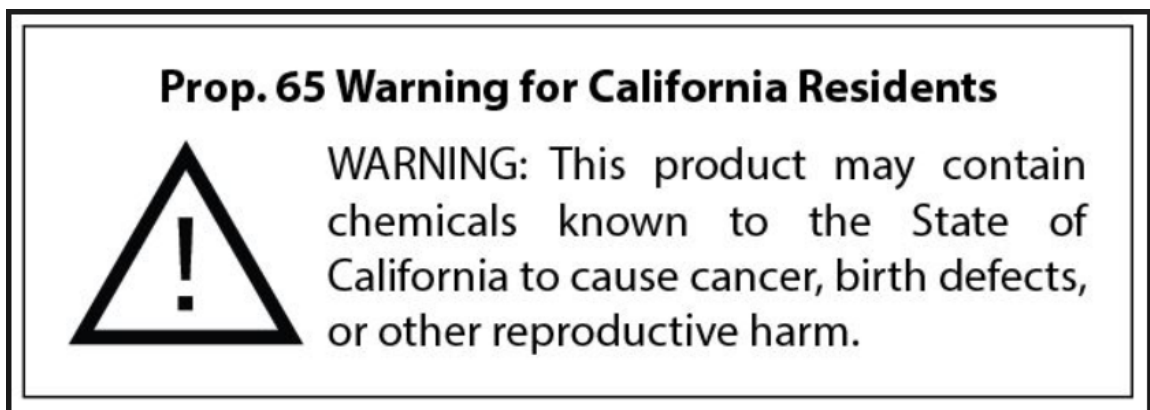 Prop. 65 Warning for California Residents
WARNING: This product may contain
chemicals known to the State of
California to cause cancer, birth defects,
or other reproductive harm.